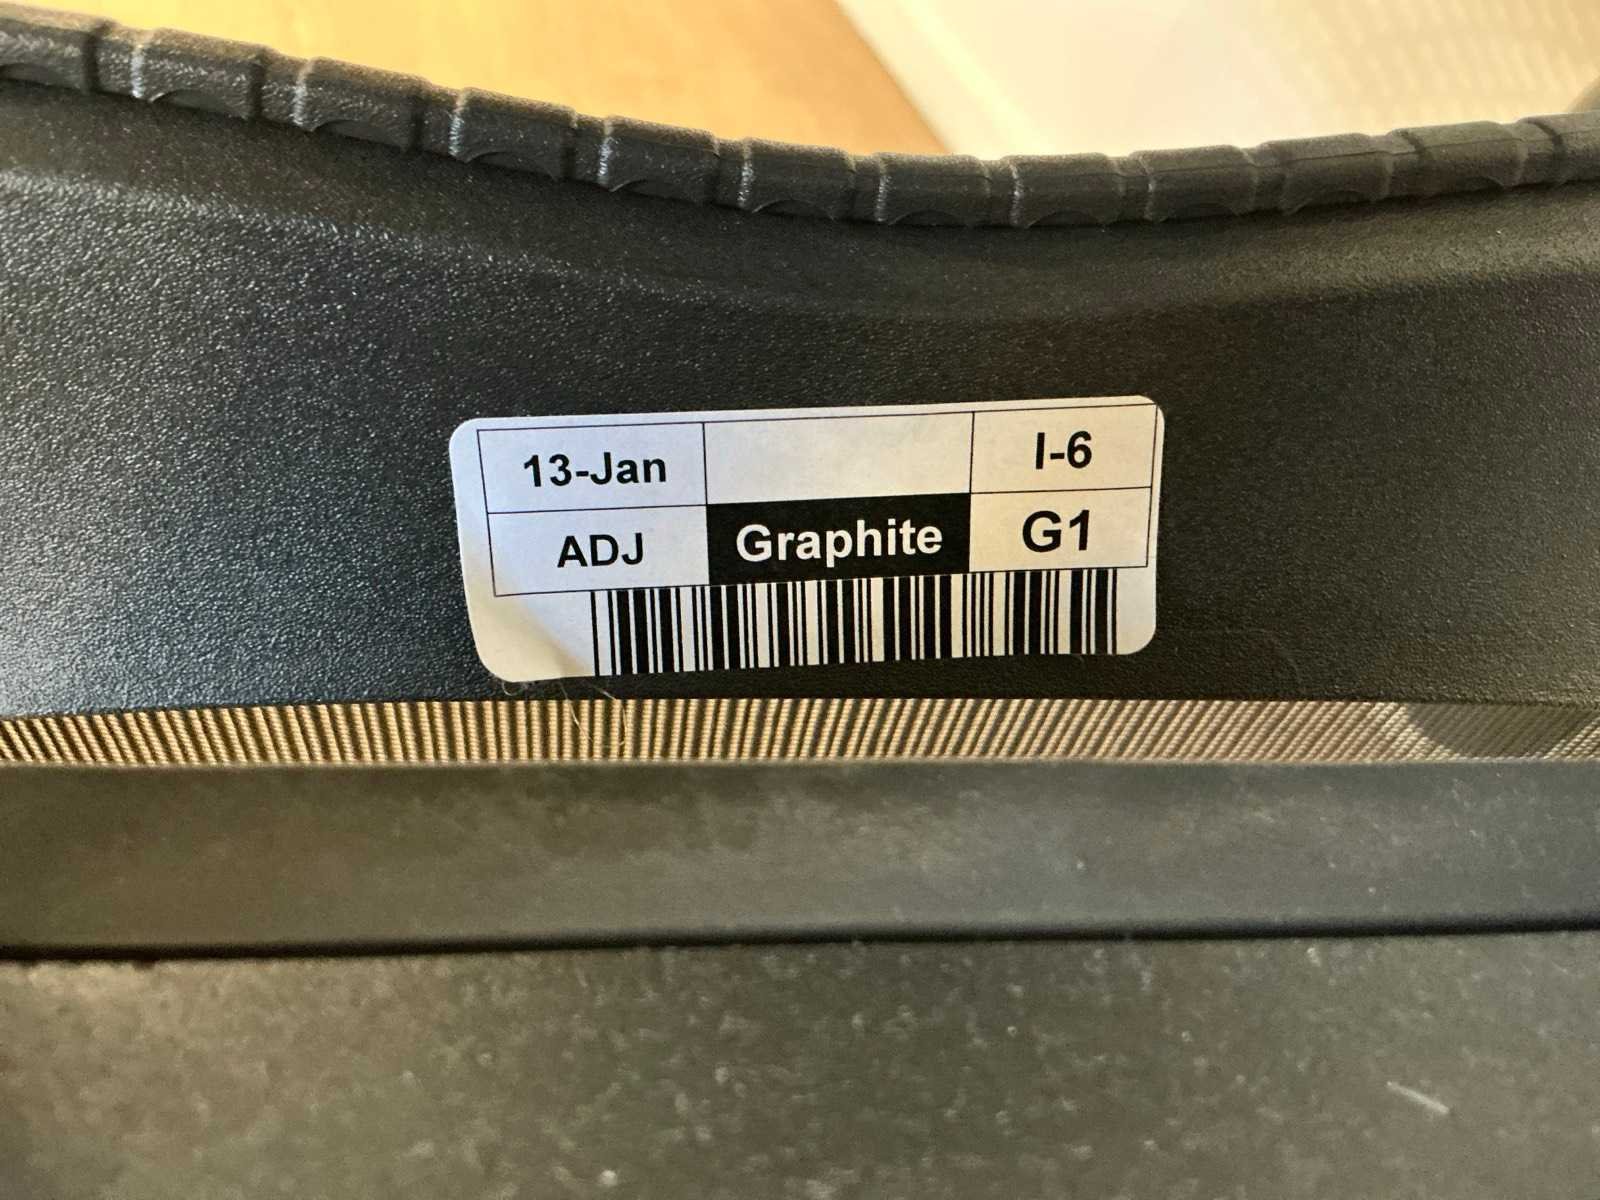 13-Jan I-6
ADJ Graphite G1